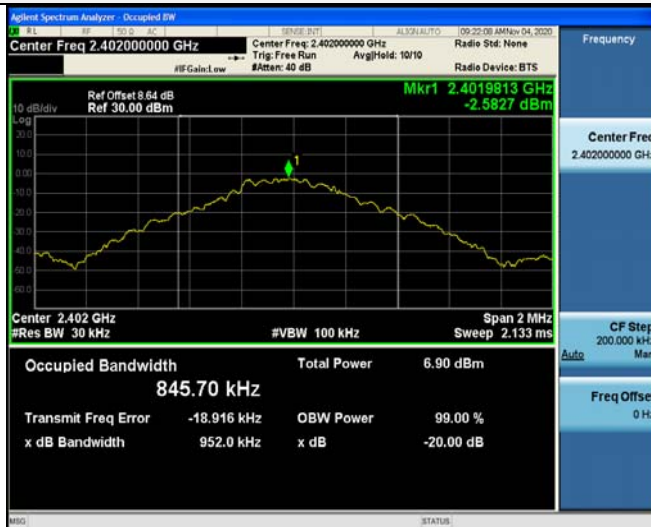 Agilent Spectrum Analyzer - Occupied BW
RL RF 50 Ω AC SENSE:INT ALIGNAUTO 09:22:08 AM Nov 04, 2020
Center Freq 2.402000000 GHz
Center Freq: 2.402000000 GHz
Radio Std: None
Trig: Free Run Avg|Hold: 10/10
#IFGain:Low #Atten: 40 dB Radio Device: BTS
Frequency
Mkr1 2.4019813 GHz
-2.5827 dBm
Ref Offset 8.64 dB
10 dB/div Ref 30.00 dBm
Log
20.0
10.0
0.00
10.0
20.0
30.0
40.0
50.0
60.0
1
Center 2.402 GHz Span 2 MHz
#Res BW 30 kHz #VBW 100 kHz Sweep 2.133 ms
Occupied Bandwidth Total Power 6.90 dBm
845.70 kHz
Transmit Freq Error -18.916 kHz OBW Power 99.00 %
x dB Bandwidth 952.0 kHz x dB -20.00 dB
Center Freq
2.402000000 GHz
CF Step
200.000 kHz
Auto Man
Freq Offset
0 Hz
MSG STATUS